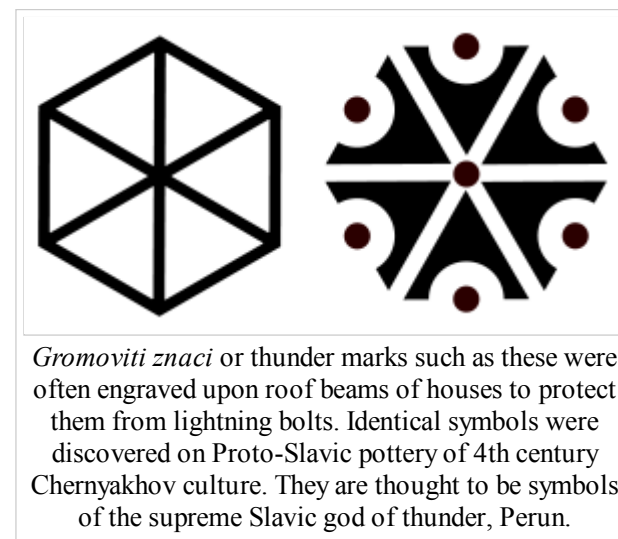 Gromoviti znaci or thunder marks such as these were
often engraved upon roof beams of houses to protect
them from lightning bolts. Identical symbols were
discovered on Proto-Slavic pottery of 4th century
Chernyakhov culture. They are thought to be symbols
of the supreme Slavic god of thunder, Perun.